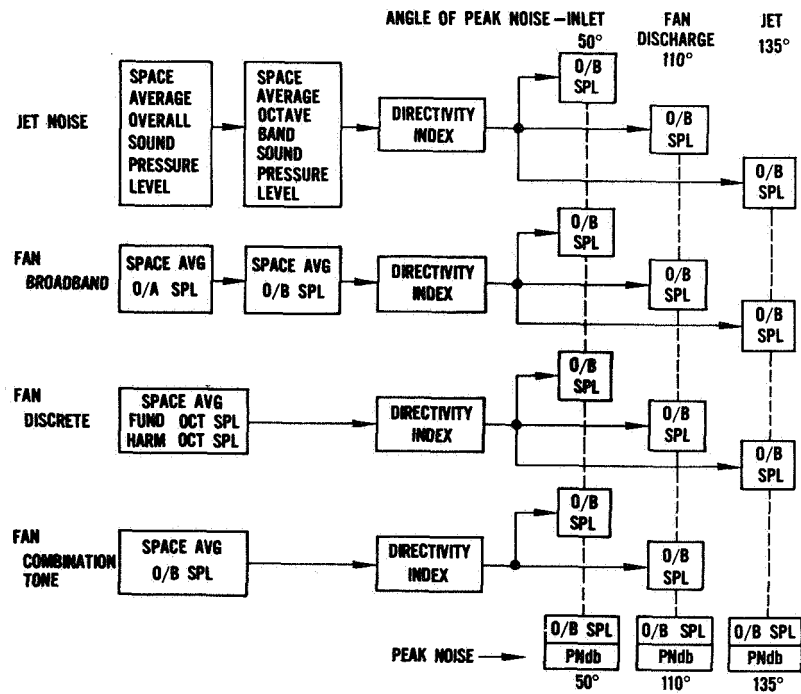 ANGLE OF PEAK NOISE – INLET
50°
FAN
DISCHARGE
110°
JET
135°
JET NOISE
SPACE
AVERAGE
OVERALL
SOUND
PRESSURE
LEVEL
SPACE
AVERAGE
OCTAVE
BAND
SOUND
PRESSURE
LEVEL
DIRECTIVITY
INDEX
O/B
SPL
O/B
SPL
O/B
SPL
FAN
BROADBAND
SPACE AVG
O/A SPL
SPACE AVG
O/B SPL
DIRECTIVITY
INDEX
O/B
SPL
O/B
SPL
O/B
SPL
FAN
DISCRETE
SPACE AVG
FUND OCT SPL
HARM OCT SPL
DIRECTIVITY
INDEX
O/B
SPL
O/B
SPL
O/B
SPL
FAN
COMBINATION
TONE
SPACE AVG
O/B SPL
DIRECTIVITY
INDEX
O/B
SPL
O/B
SPL
PEAK NOISE
O/B SPL
PNdb
50°
O/B SPL
PNdb
110°
O/B SPL
PNdb
135°